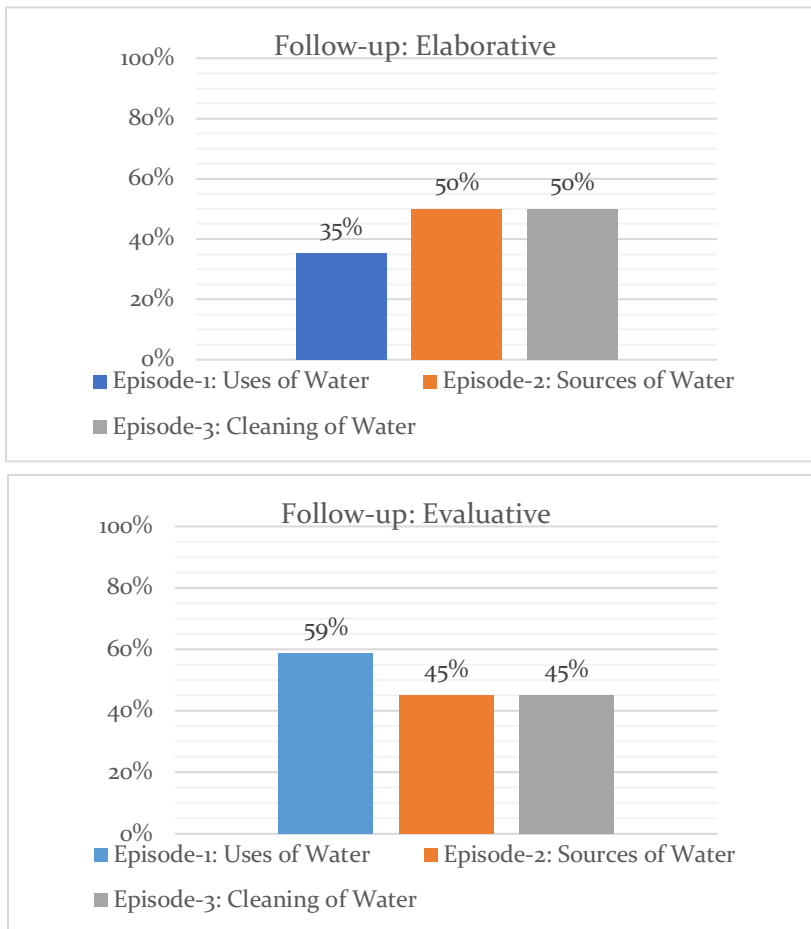 Follow-up: Elaborative
100%
80%
60%
40%
20%
0%
35%
50%
50%
Episode-1: Uses of Water
Episode-2: Sources of Water
Episode-3: Cleaning of Water
Follow-up: Evaluative
100%
80%
60%
40%
20%
0%
59%
45%
45%
Episode-1: Uses of Water
Episode-2: Sources of Water
Episode-3: Cleaning of Water